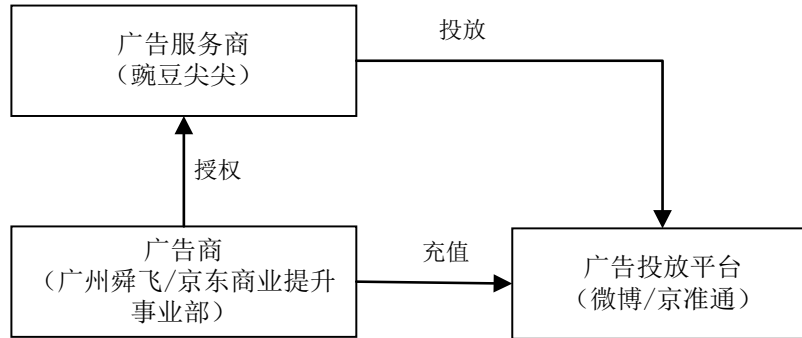 广告服务商
（豌豆尖尖）
投放
授权
广告商
（广州舜飞/京东商业提升
事业部）
充值
广告投放平台
（微博/京准通）